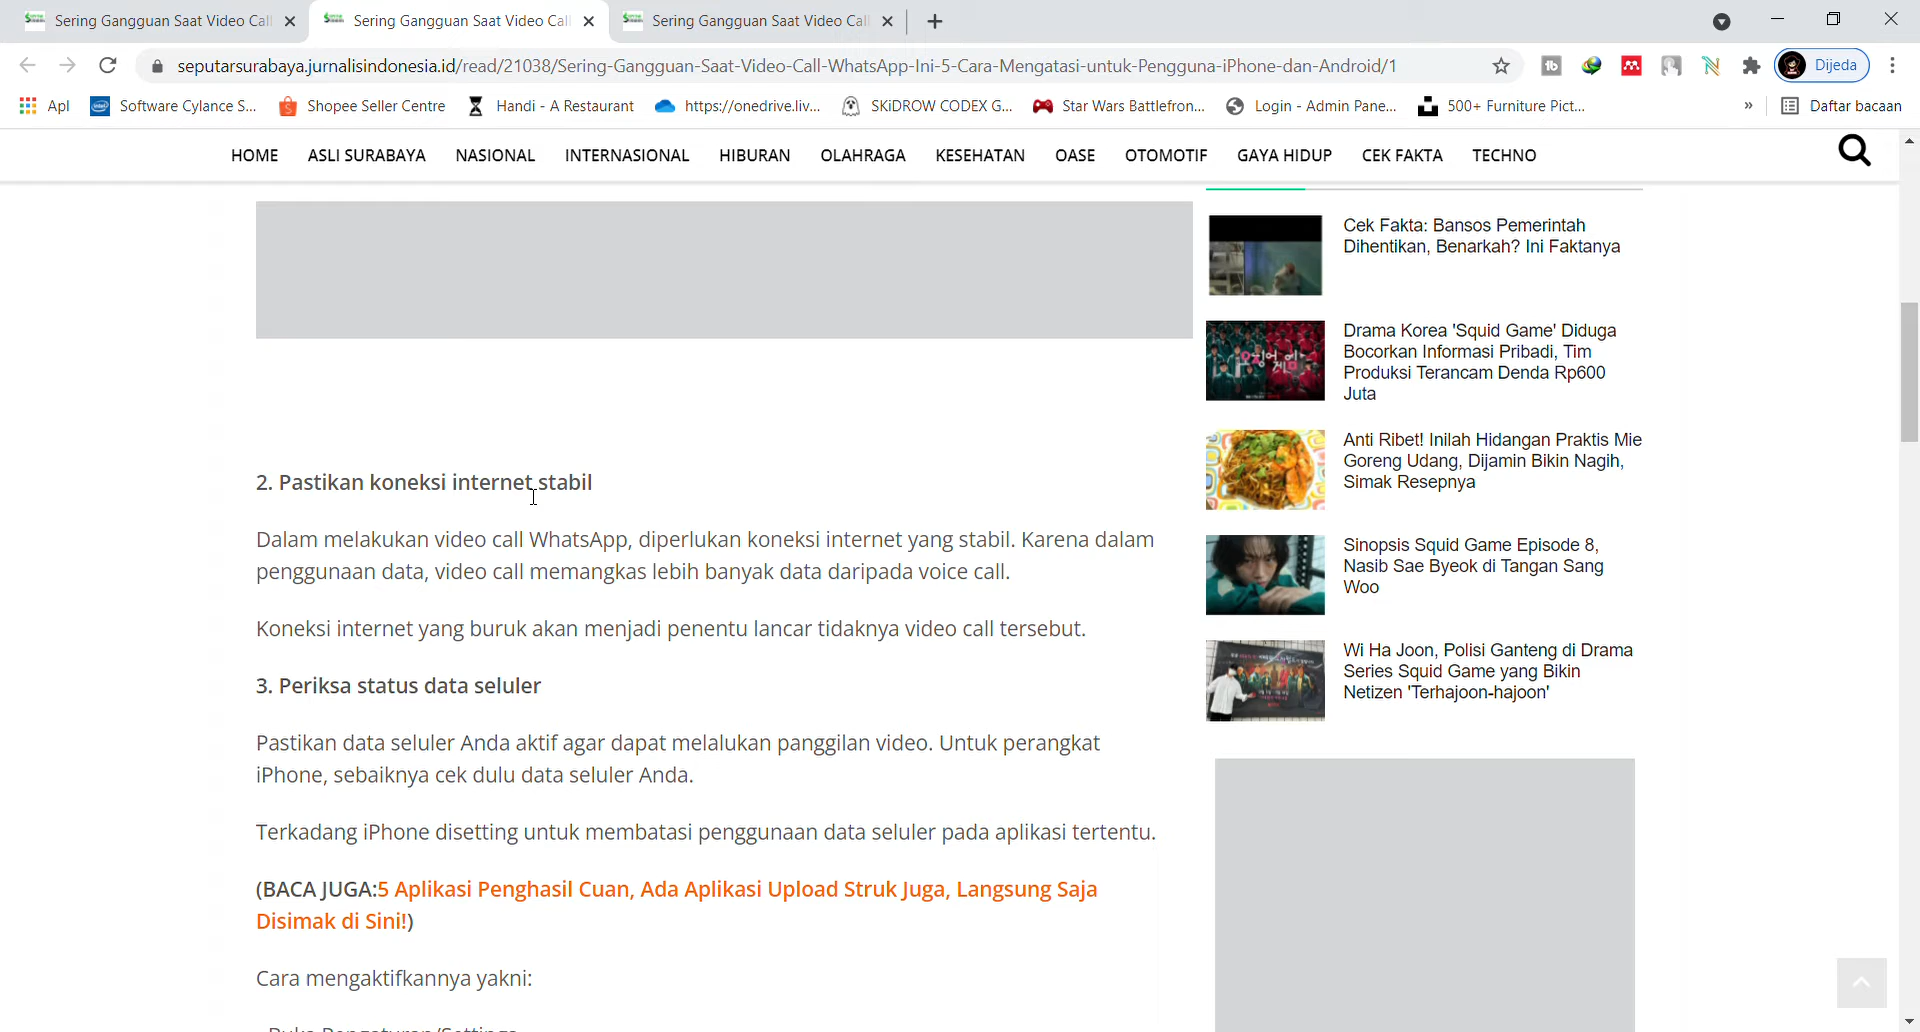 Sering Gangguan Saat Video Cal
Sering Gangguan Saat Video Cal
Sering Gangguan Saat Video Cal
seputarsurabaya.jurnalisindonesia.id/read/21038/Sering-Gangguan-Saat-Video-Call-WhatsApp-Ini-5-Cara-Mengatasi-untuk-Pengguna-iPhone-dan-Android/1
Dijeda
Apl
Software Cylance S...
Shopee Seller Centre
Handi - A Restaurant
https://onedrive.liv...
SKiDROW CODEX G...
Star Wars Battlefron...
Login - Admin Pane...
500+ Furniture Pict...
»
Daftar bacaan
HOME ASLI SURABAYA NASIONAL INTERNASIONAL HIBURAN OLAHRAGA KESEHATAN OASE OTOMOTIF GAYA HIDUP CEK FAKTA TECHNO
2. Pastikan koneksi internet stabil
Dalam melakukan video call WhatsApp, diperlukan koneksi internet yang stabil. Karena dalam
penggunaan data, video call memangkas lebih banyak data daripada voice call.
Koneksi internet yang buruk akan menjadi penentu lancar tidaknya video call tersebut.
3. Periksa status data seluler
Pastikan data seluler Anda aktif agar dapat melalukan panggilan video. Untuk perangkat
iPhone, sebaiknya cek dulu data seluler Anda.
Terkadang iPhone disetting untuk membatasi penggunaan data seluler pada aplikasi tertentu.
(BACA JUGA:5 Aplikasi Penghasil Cuan, Ada Aplikasi Upload Struk Juga, Langsung Saja
Disimak di Sini!)
Cara mengaktifkannya yakni:
Cek Fakta: Bansos Pemerintah
Dihentikan, Benarkah? Ini Faktanya
Drama Korea 'Squid Game' Diduga
Bocorkan Informasi Pribadi, Tim
Produksi Terancam Denda Rp600
Juta
Anti Ribet! Inilah Hidangan Praktis Mie
Goreng Udang, Dijamin Bikin Nagih,
Simak Resepnya
Sinopsis Squid Game Episode 8,
Nasib Sae Byeok di Tangan Sang
Woo
Wi Ha Joon, Polisi Ganteng di Drama
Series Squid Game yang Bikin
Netizen 'Terhajoon-hajoon'